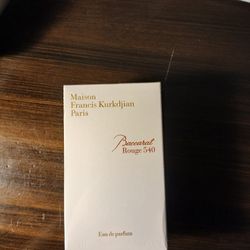 Maison
Francis Kurkdjian
Paris
Baccarat
Rouge 540
Eau de parfum